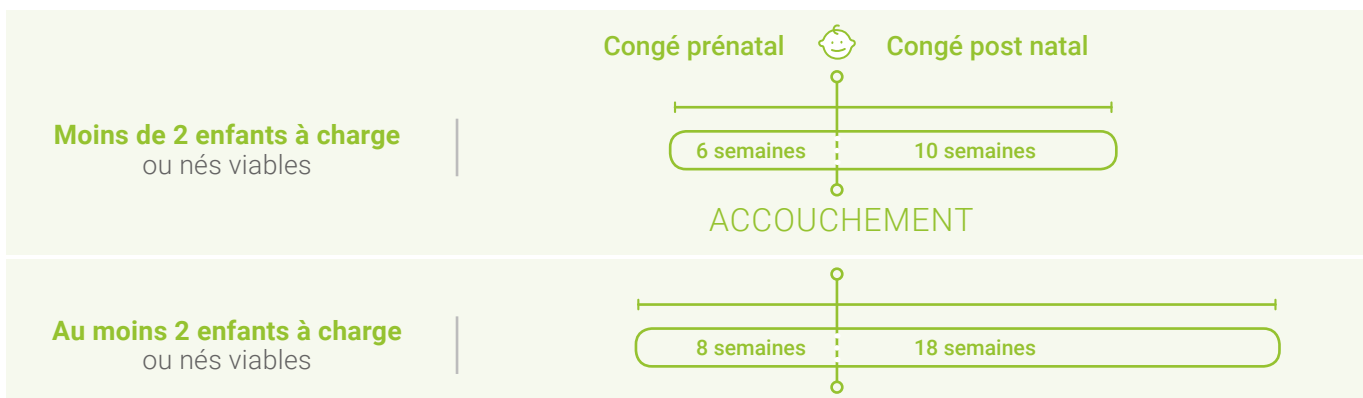 Congé prénatal Congé post natal
Moins de 2 enfants à charge
ou nés viables
6 semaines 10 semaines
ACCOUCHEMENT
Au moins 2 enfants à charge
ou nés viables
8 semaines 18 semaines